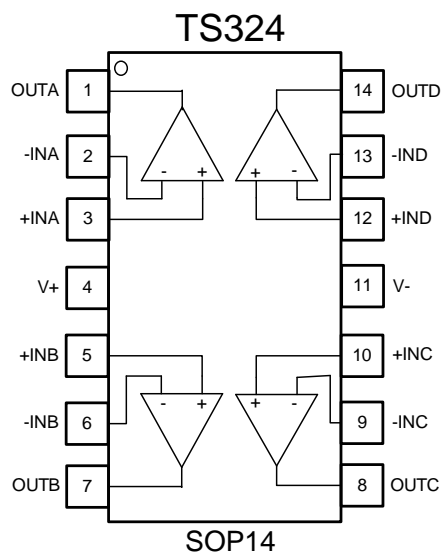 TS324
OUTA 1 14 OUTD
-INA 2 13 -IND
- + + -
+INA 3 12 +IND
V+ 4 11 V-
+INB 5 10 +INC
- + + -
-INB 6 9 -INC
OUTB 7 8 OUTC
SOP14